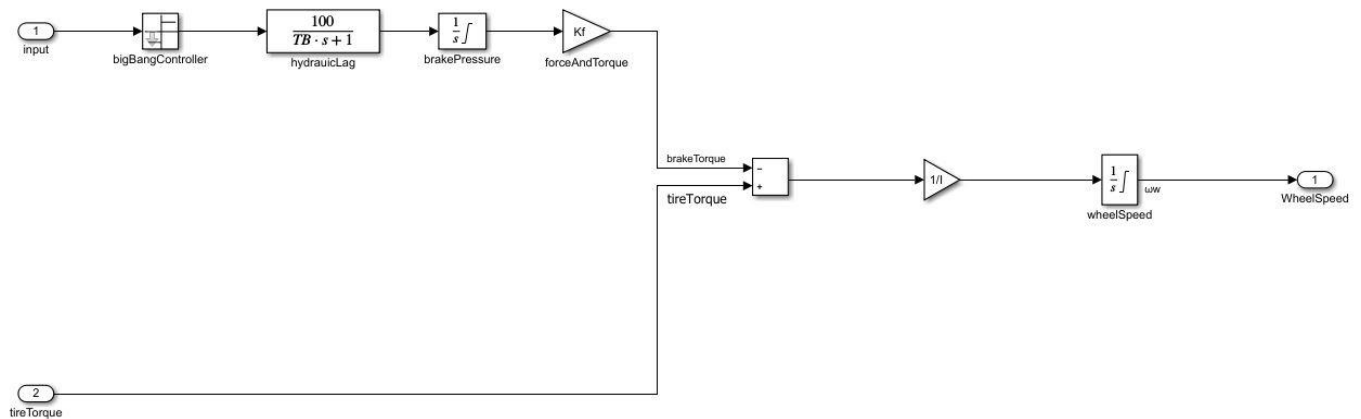 1
input
bigBangController
100
TB · s + 1
hydrauicLag
1
s
brakePressure
Kf
forceAndTorque
brakeTorque
−
+
tireTorque
1/I
1
s
ωw
wheelSpeed
1
WheelSpeed
2
tireTorque